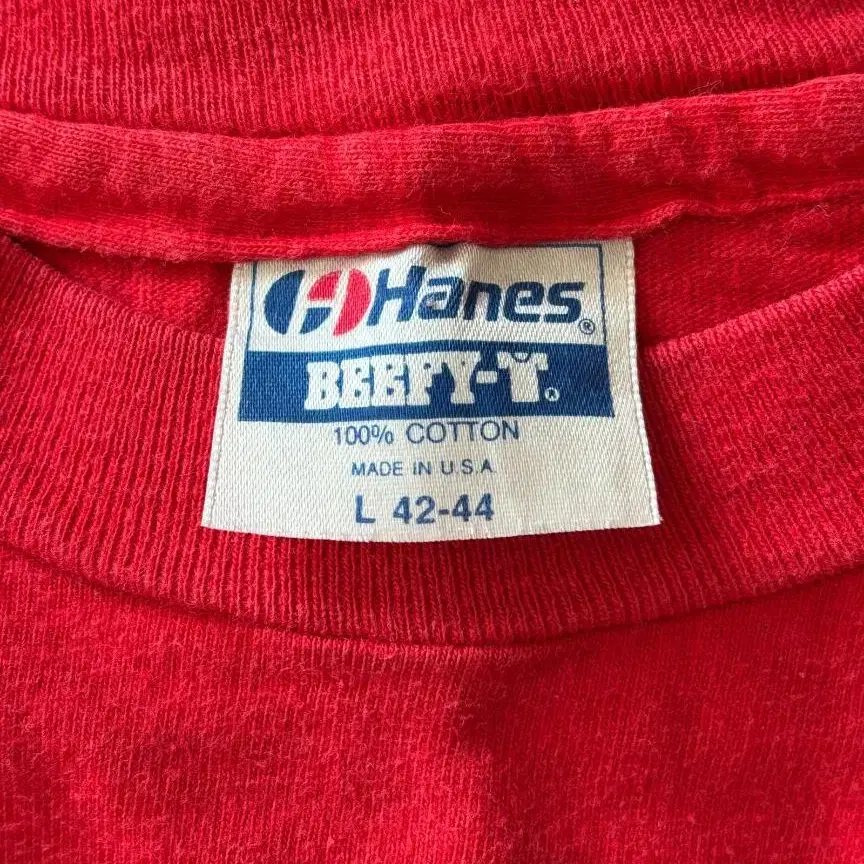 Hanes®
BEEFY-T®
100% COTTON
MADE IN U.S.A.
L 42-44